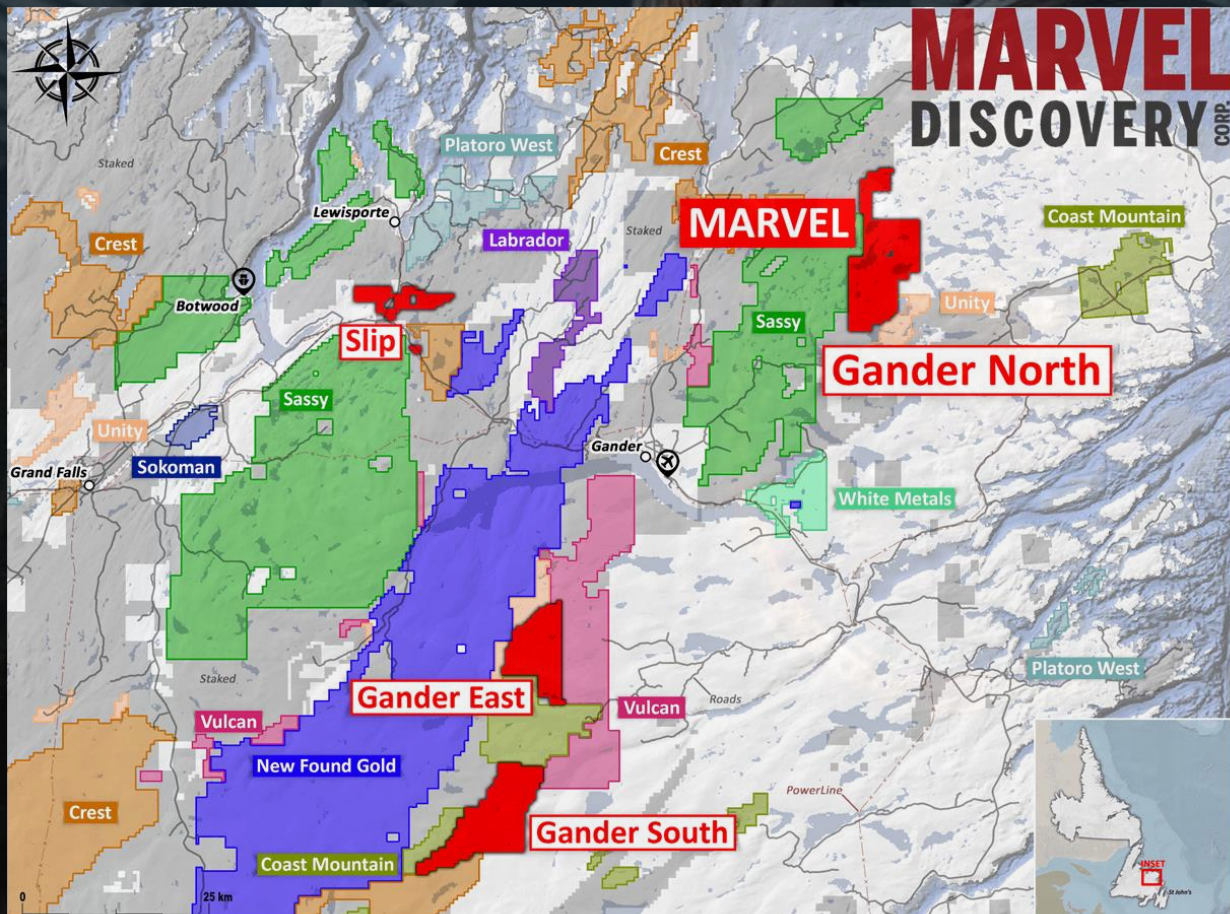 MARVEL
DISCOVERY CORP
Staked
Platoro West
Crest
Lewisporte
MARVEL
Coast Mountain
Crest
Labrador
Staked
Botwood
Unity
Slip
Sassy
Gander North
Sassy
Unity
Gander
Sokoman
Grand Falls
White Metals
Platoro West
Staked
Gander East
Vulcan
Roads
Vulcan
New Found Gold
PowerLine
Crest
Gander South
Coast Mountain
INSET
St John's
0
25 km